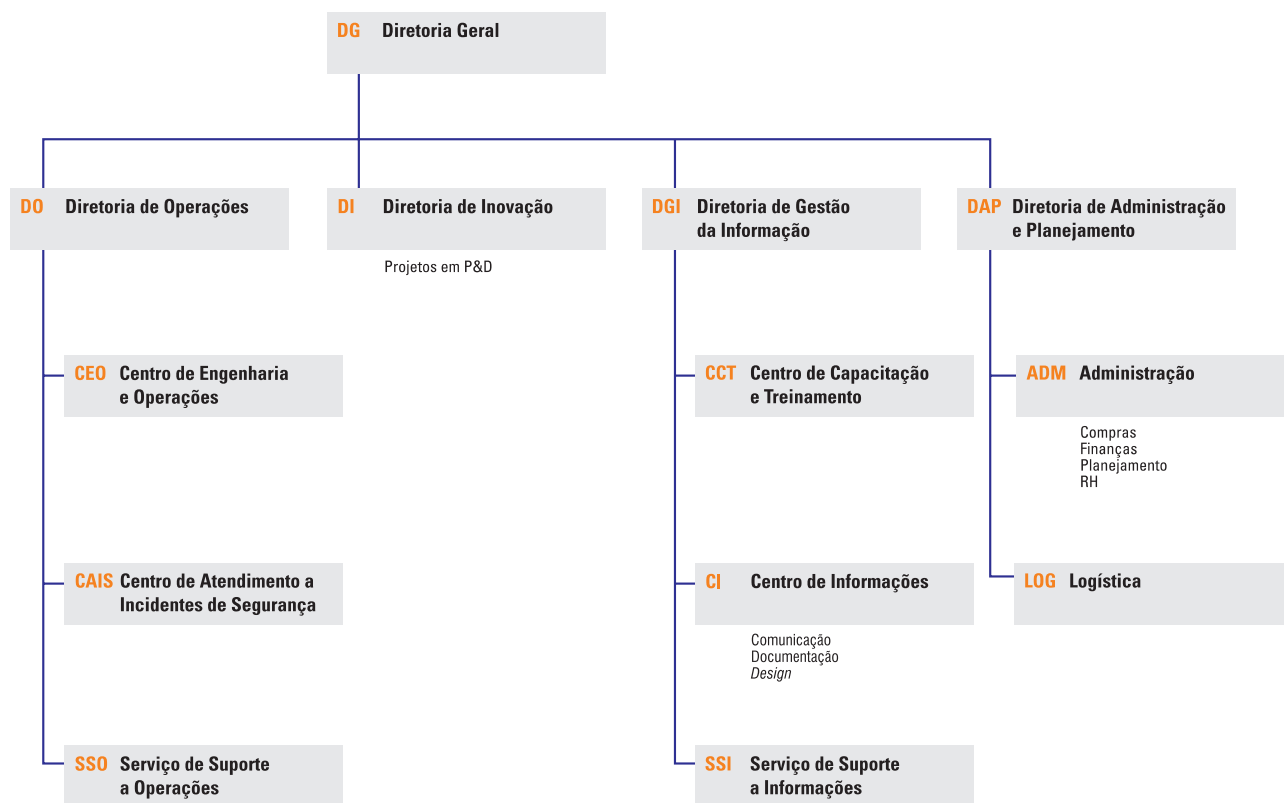 DG Diretoria Geral
DO Diretoria de Operações
DI Diretoria de Inovação
Projetos em P&D
DGI Diretoria de Gestão
da Informação
DAP Diretoria de Administração
e Planejamento
CEO Centro de Engenharia
e Operações
CCT Centro de Capacitação
e Treinamento
ADM Administração
Compras
Finanças
Planejamento
RH
CAIS Centro de Atendimento a
Incidentes de Segurança
CI Centro de Informações
Comunicação
Documentação
Design
LOG Logística
SSO Serviço de Suporte
a Operações
SSI Serviço de Suporte
a Informações